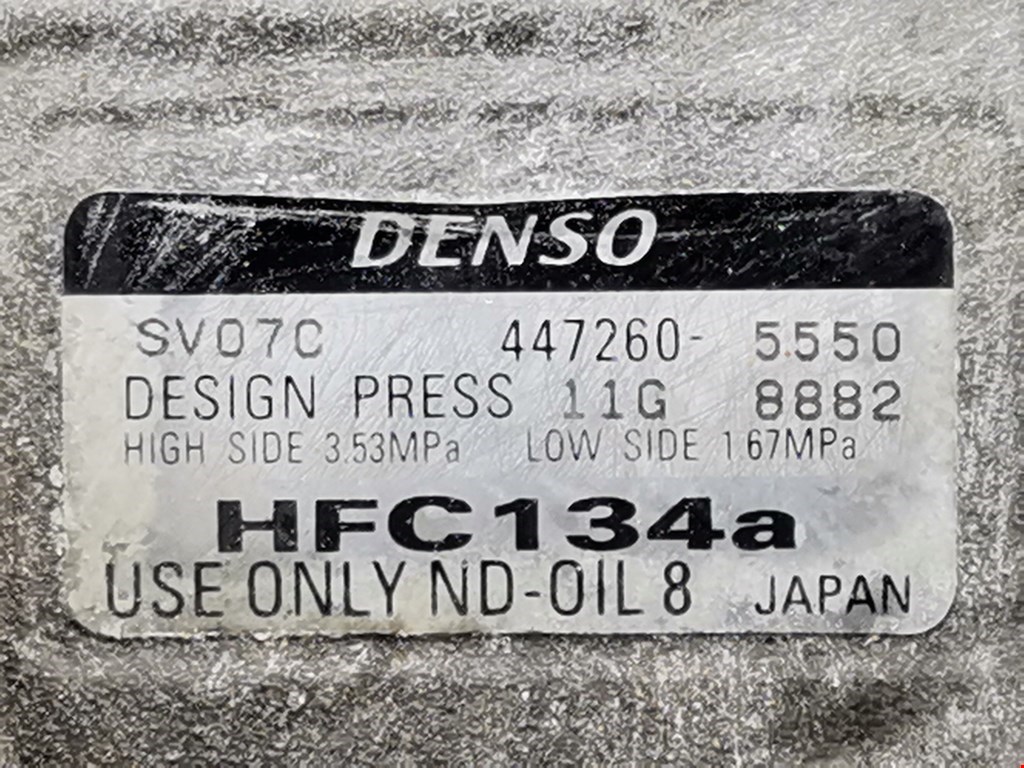 DENSO
SV07C 447260- 5550
DESIGN PRESS 11G 8882
HIGH SIDE 3.53MPa LOW SIDE 1.67MPa
HFC134a
USE ONLY ND-OIL 8 JAPAN